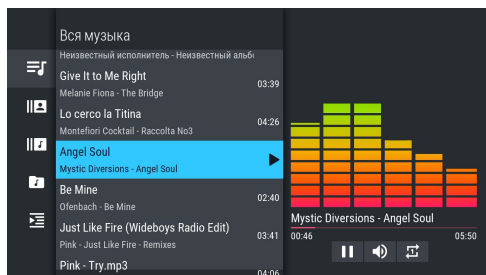 Вся музыка
Неизвестный исполнитель - Неизвестный альбо
Give It to Me Right
03:39
Melanie Fiona - The Bridge
Lo cerco la Titina
04:26
Montefiori Cocktail - Raccolta No3
Angel Soul
Mystic Diversions - Angel Soul
Be Mine
02:40
Ofenbach - Be Mine
Just Like Fire (Wideboys Radio Edit)
03:41
Pink - Just Like Fire - Remixes
Pink - Try.mp3
04:06
Mystic Diversions - Angel Soul
00:46
05:50